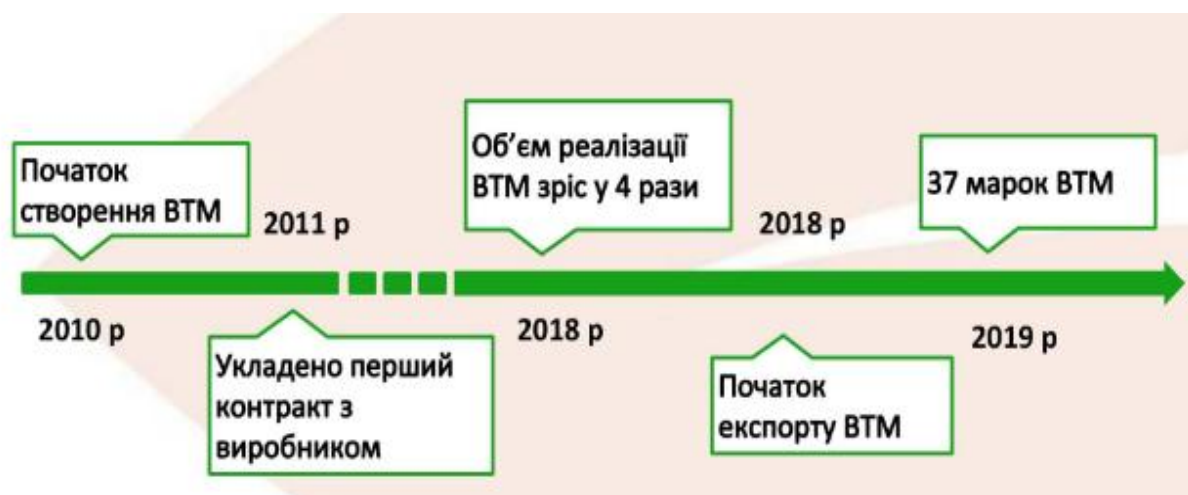 Початок
створення ВТМ
2010 р
2011 р
Укладено перший
контракт з
виробником
Об’єм реалізації
ВТМ зріс у 4 рази
2018 р
2018 р
Початок
експорту ВТМ
37 марок ВТМ
2019 р